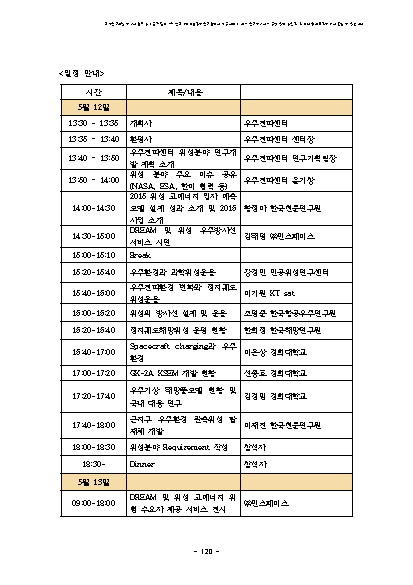 <일정 안내>
시간 제목/내용
5월 12일
13:30 - 13:35 개회사 우주전파센터
13:35 - 13:40 환영사 우주전파센터 센터장
13:40 - 13:50 우주전파센터 위성분야 연구개
발 계획 소개 우주전파센터 연구기획팀장
13:50 - 14:00 위성 분야 주요 이슈 공유
(NASA, ESA, 한미 협력 등) 우주전파센터
14:00-14:30 2015 위성 고에너지 입자 예측
모델 설계 성과 소개 및 2016
사업 소개 황정아 한국천문연구원
14:30-15:00 DREAM 및 위성 우주방사선
서비스 시연 ㈜인스페이스
15:00-15:10 Break
15:20-15:40 우주환경과 과학위성운용 강경인 인공위성연구센터
15:40-16:00 우주전파환경 변화와 정지궤도
위성운용 이기원 KT sat
16:00-16:20 위성의 방사선 설계 및 운용 조영준 한국항공우주연구원
16:20-16:40 정지궤도해양위성 운영 현황 한희정 한국해양연구원
16:40-17:00 Spacecraft charging과 우주
환경 이은상 경희대학교
17:00-17:20 GK-2A KSEM 개발 현황 선종호 경희대학교
17:20-17:40 우주기상 태양풍모델 현황 및
국내 대응 연구 경희대학교
17:40-18:00 근지구 우주환경 관측위성 탑
재체 개발 이재진 한국천문연구원
18:00-18:30 위성분야 Requirement 작성 참석자
18:30- Dinner 참석자
5월 13일
09:00-18:00 DREAM 및 위성 고에너지 위
험 수요자 제공 서비스 전시 ㈜인스페이스
- 120 -